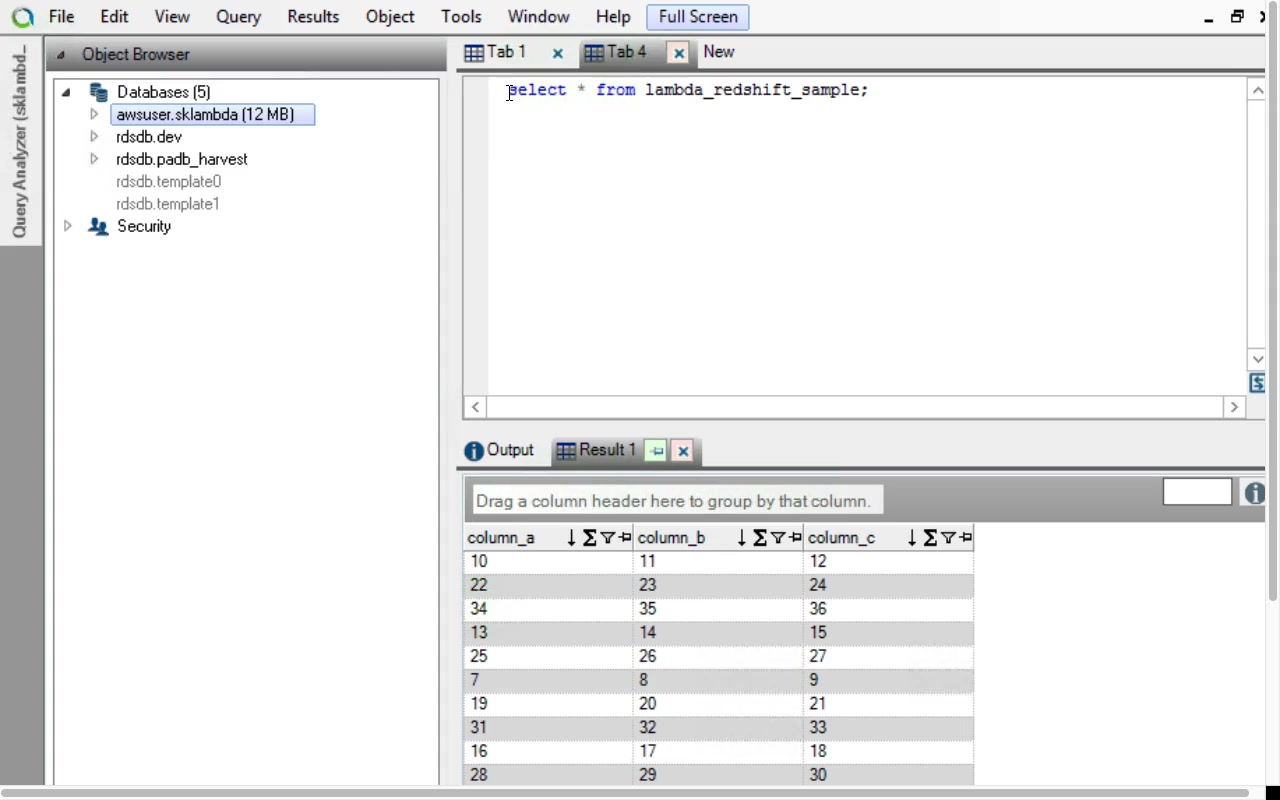 File Edit View Query Results Object Tools Window Help Full Screen
Query Analyzer (sklambd...
Object Browser
Databases (5)
awsuser.sklambda (12 MB)
rdsdb.dev
rdsdb.padb_harvest
rdsdb.template0
rdsdb.template1
Security
Tab 1 Tab 4 New
select * from lambda_redshift_sample;
Output Result 1
Drag a column header here to group by that column.
column_a column_b column_c
10 11 12
22 23 24
34 35 36
13 14 15
25 26 27
7 8 9
19 20 21
31 32 33
16 17 18
28 29 30